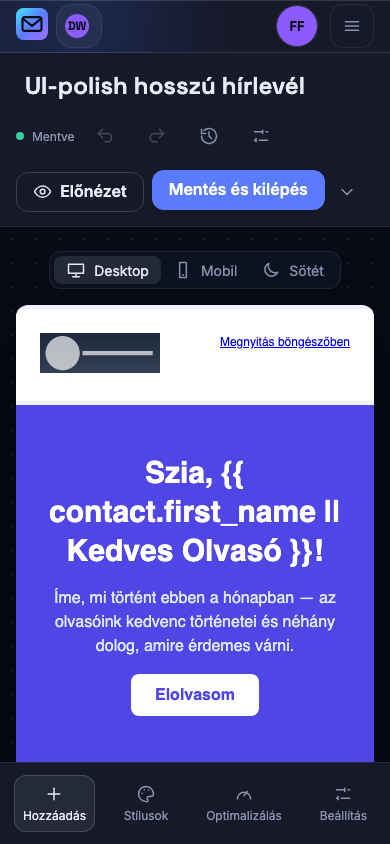 DW
FF
UI-polish hosszú hírlevél
Mentve
Előnézet
Mentés és kilépés
Desktop
Mobil
Sötét
Megnyitás böngészőben
Szia, {{
contact.first_name ||
Kedves Olvasó }}!
Íme, mi történt ebben a hónapban — az
olvasóink kedvenc történetei és néhány
dolog, amire érdemes várni.
Elolvasom
Hozzáadás
Stílusok
Optimalizálás
Beállítás